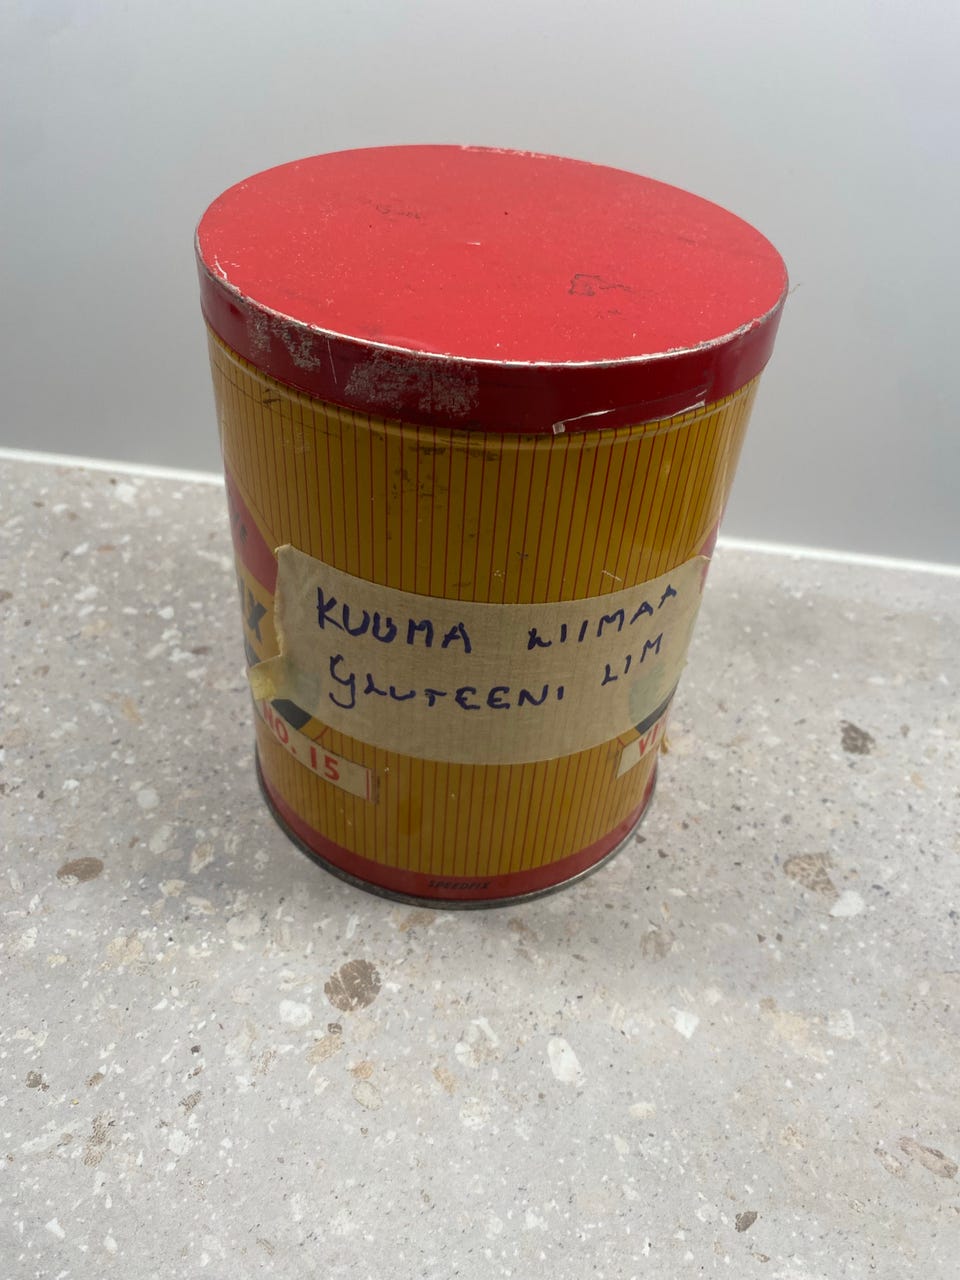 KUUMA LIIMAA
GLUTEENI LIM
NO. 15
SPEEDFIX